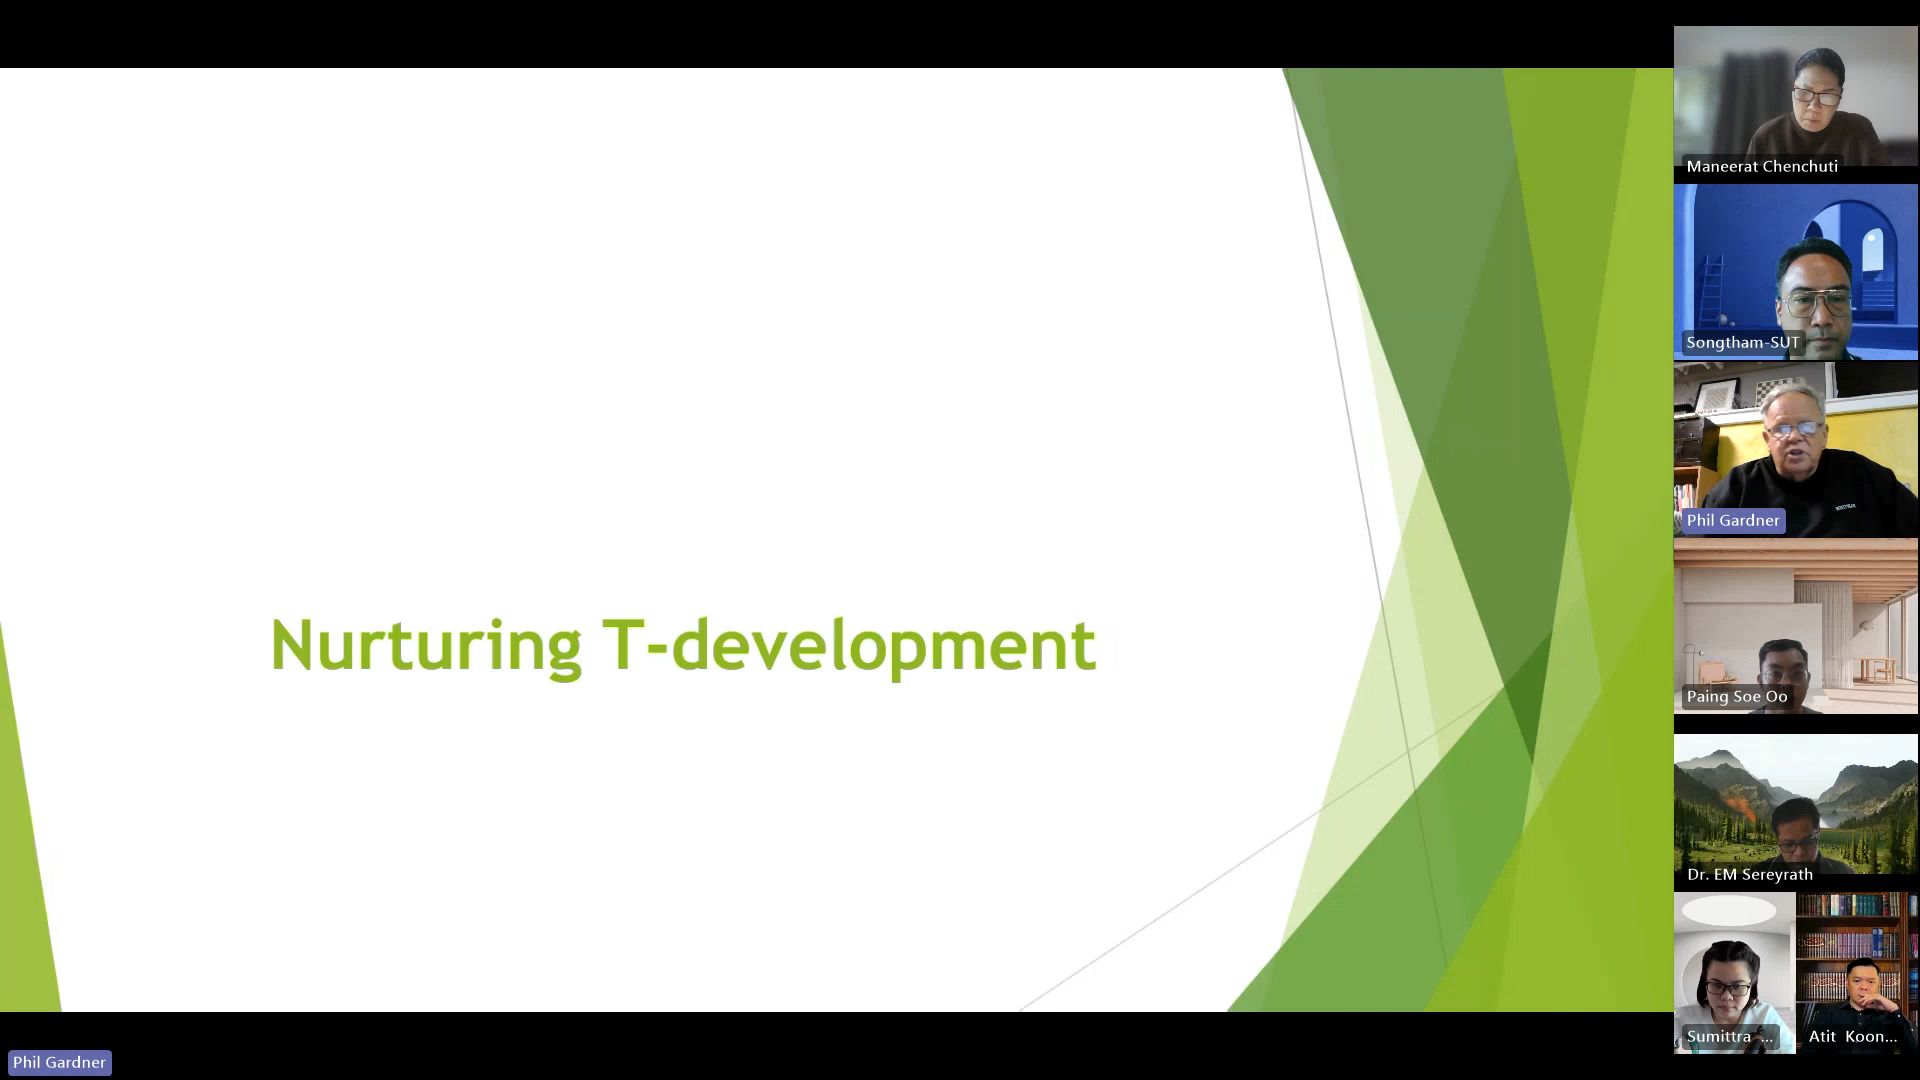 Nurturing T-development
Maneerat Chenchuti
Songtham-SUT
Phil Gardner
Paing Soe Oo
Dr. EM Sereyrath
Sumittra ...
Atit Koon...
Phil Gardner